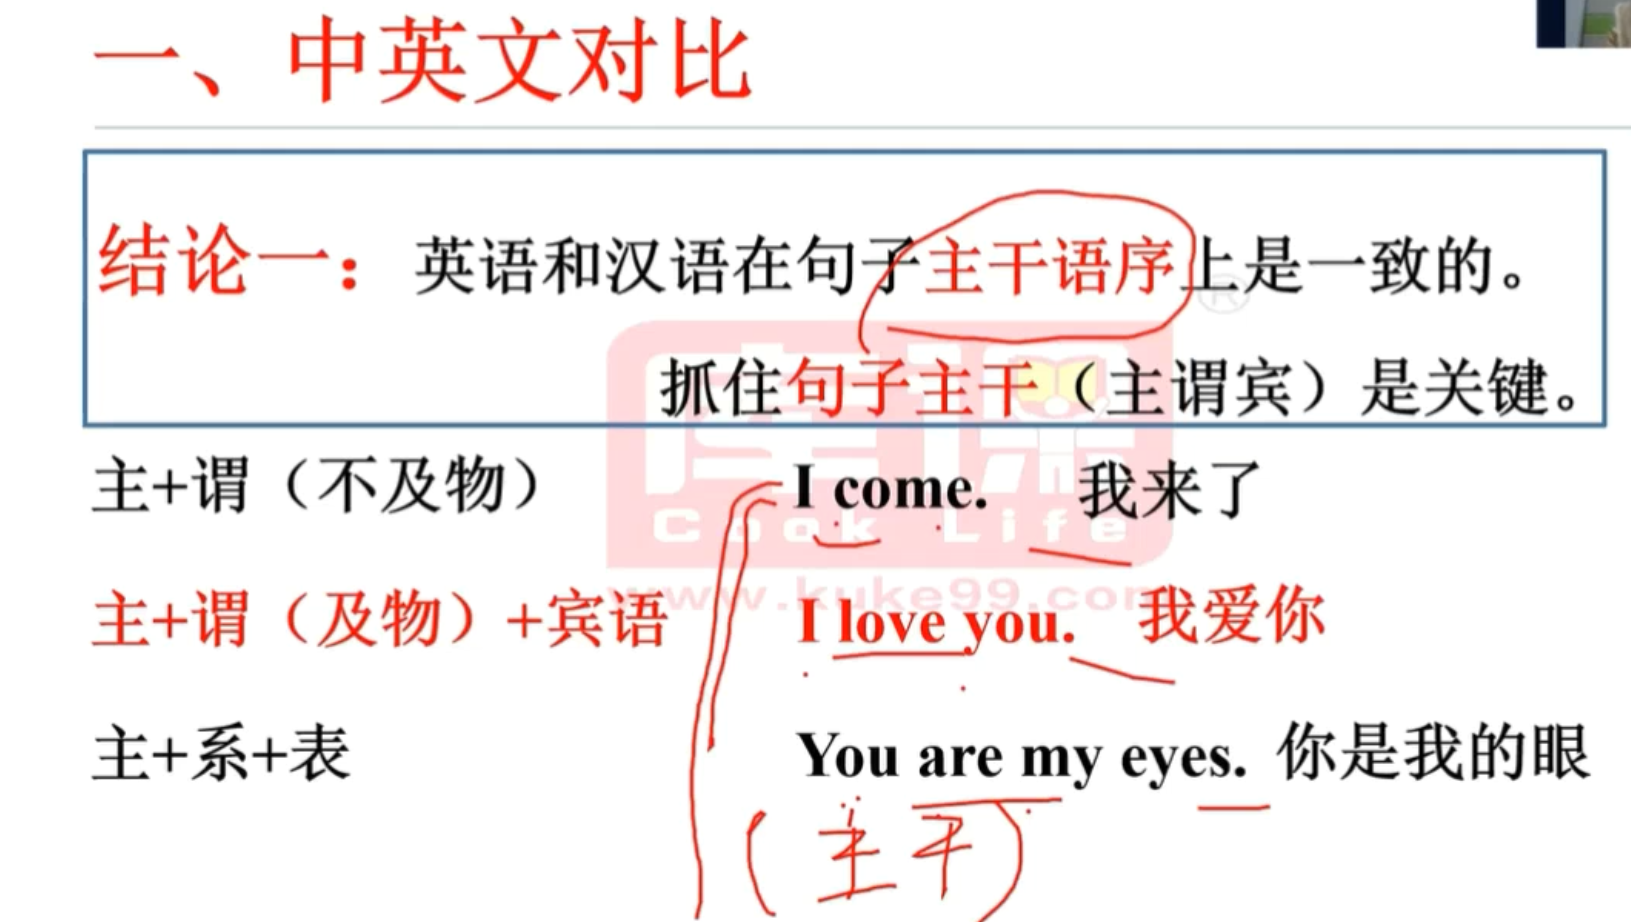 一、中英文对比
结论一：英语和汉语在句子主干语序上是一致的。
抓住句子主干（主谓宾）是关键。
主+谓（不及物） I come. 我来了
主+谓（及物）+宾语 I love you. 我爱你
主+系+表 You are my eyes. 你是我的眼
（主干）
库课
Cook Life
www.kuke99.com
®